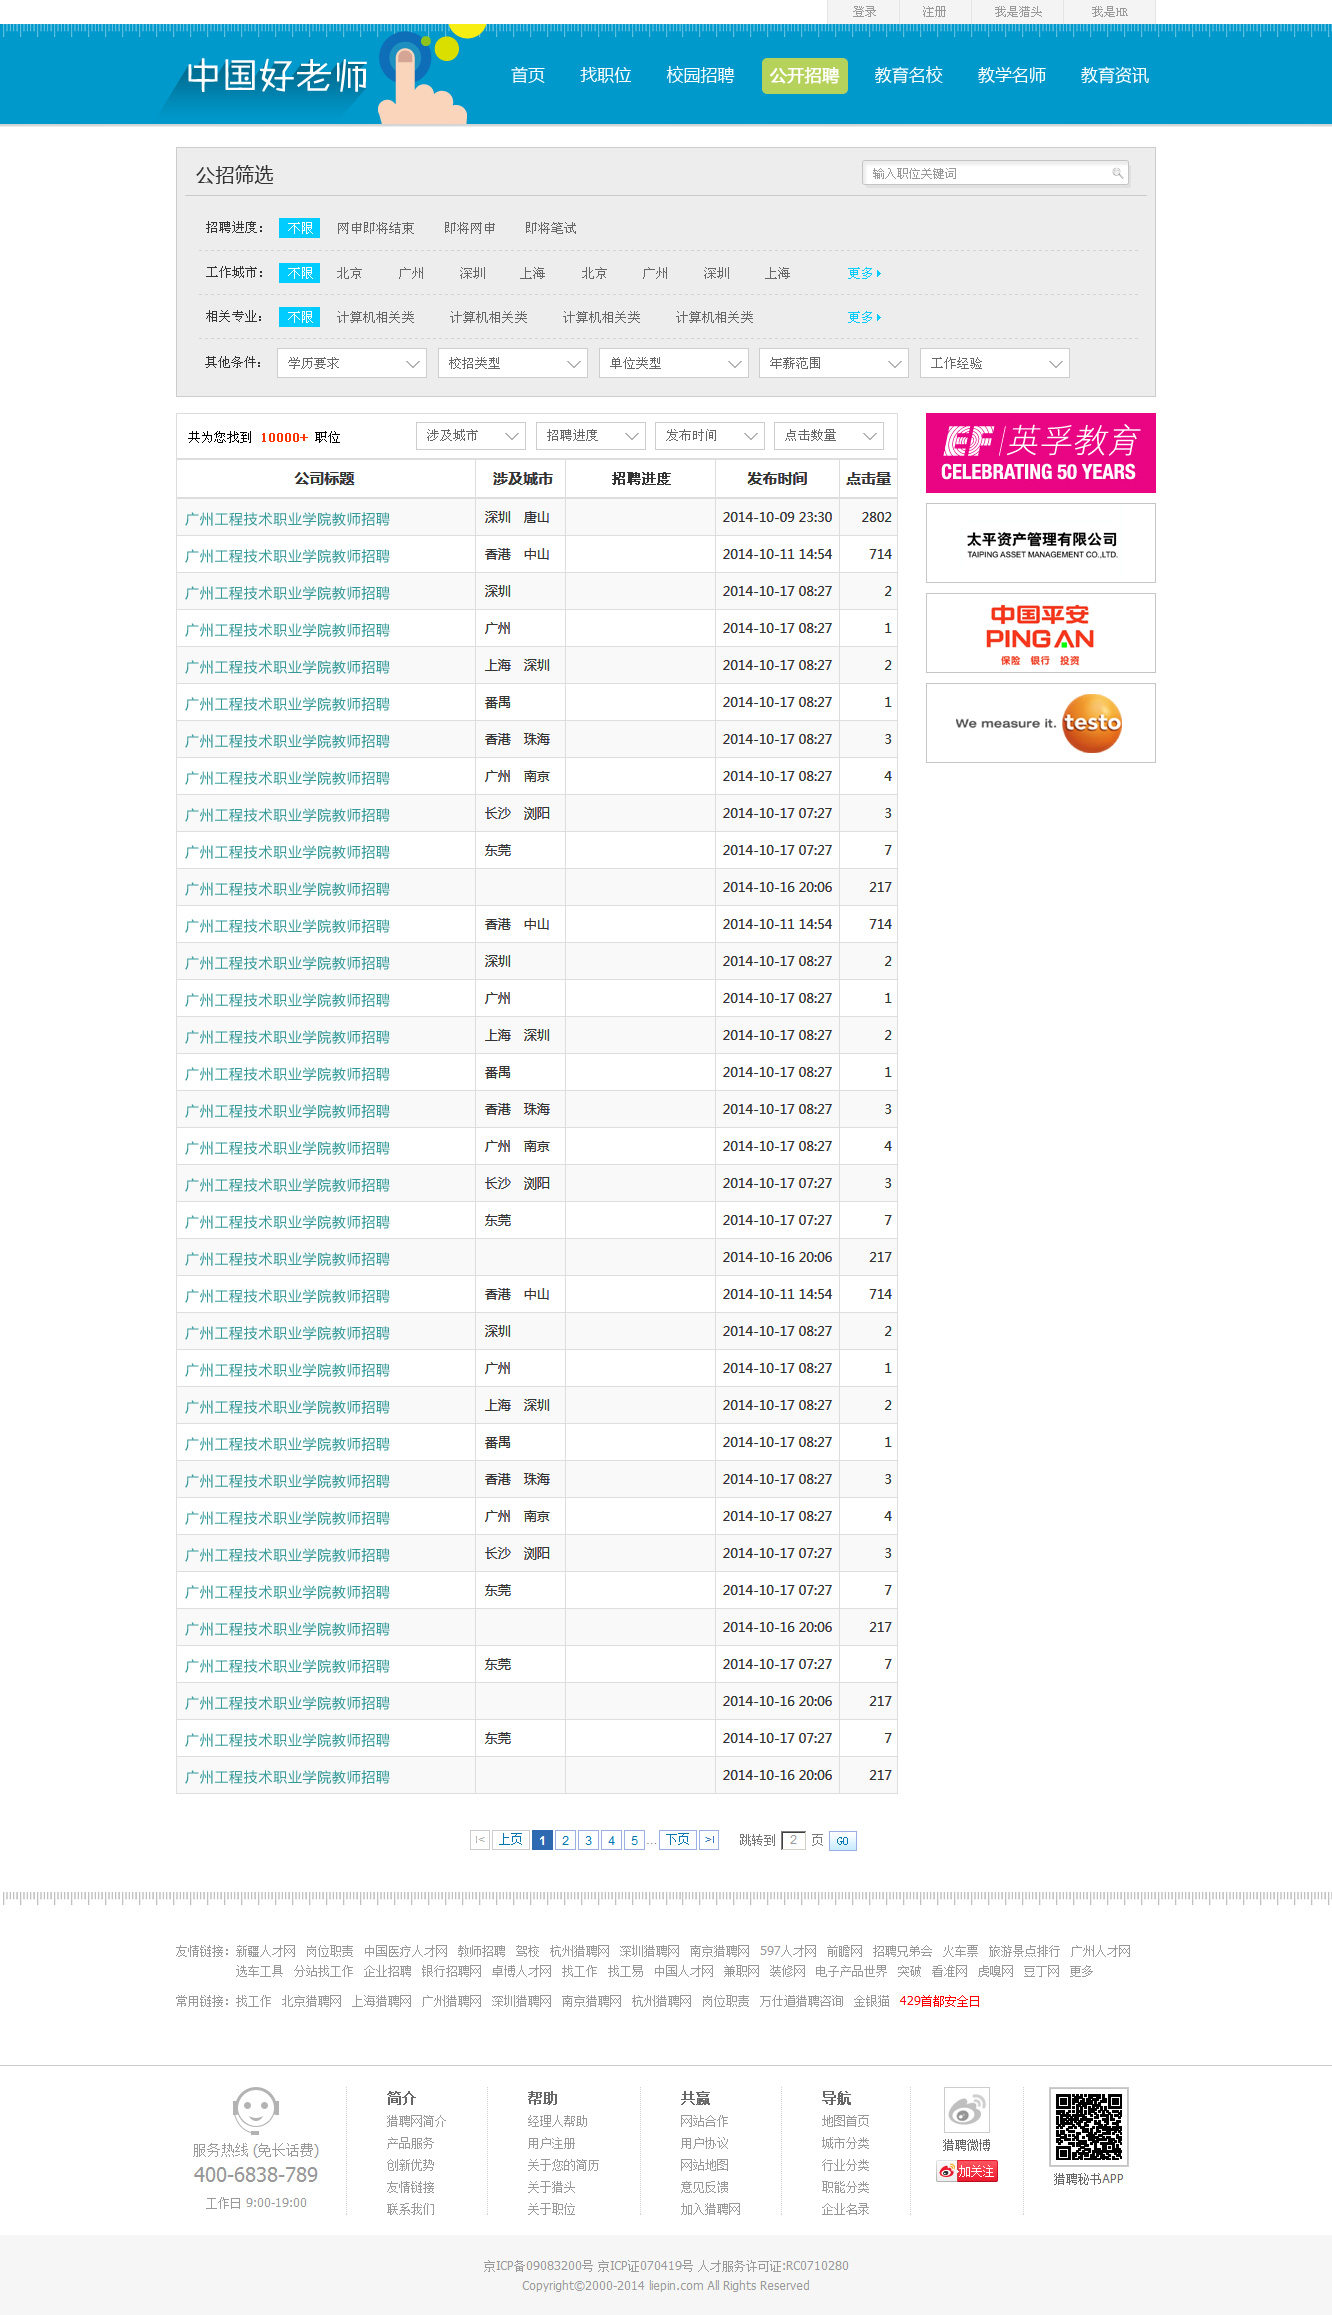 登录 注册 我是猎头 我是HR
中国好老师 首页 找职位 校园招聘 公开招聘 教育名校 教学名师 教育资讯
公招筛选 输入职位关键词
招聘进度： 不限 网申即将结束 即将网申 即将笔试
工作城市： 不限 北京 广州 深圳 上海 北京 广州 深圳 上海 更多
相关专业： 不限 计算机相关类 计算机相关类 计算机相关类 计算机相关类 更多
其他条件： 学历要求 校招类型 单位类型 年薪范围 工作经验
共为您找到 10000+ 职位 涉及城市 招聘进度 发布时间 点击数量
公司标题 涉及城市 招聘进度 发布时间 点击量
广州工程技术职业学院教师招聘 深圳 唐山 2014-10-09 23:30 2802
广州工程技术职业学院教师招聘 香港 中山 2014-10-11 14:54 714
广州工程技术职业学院教师招聘 深圳 2014-10-17 08:27 2
广州工程技术职业学院教师招聘 广州 2014-10-17 08:27 1
广州工程技术职业学院教师招聘 上海 深圳 2014-10-17 08:27 2
广州工程技术职业学院教师招聘 番禺 2014-10-17 08:27 1
广州工程技术职业学院教师招聘 香港 珠海 2014-10-17 08:27 3
广州工程技术职业学院教师招聘 广州 南京 2014-10-17 08:27 4
广州工程技术职业学院教师招聘 长沙 浏阳 2014-10-17 07:27 3
广州工程技术职业学院教师招聘 东莞 2014-10-17 07:27 7
广州工程技术职业学院教师招聘 2014-10-16 20:06 217
广州工程技术职业学院教师招聘 香港 中山 2014-10-11 14:54 714
广州工程技术职业学院教师招聘 深圳 2014-10-17 08:27 2
广州工程技术职业学院教师招聘 广州 2014-10-17 08:27 1
广州工程技术职业学院教师招聘 上海 深圳 2014-10-17 08:27 2
广州工程技术职业学院教师招聘 番禺 2014-10-17 08:27 1
广州工程技术职业学院教师招聘 香港 珠海 2014-10-17 08:27 3
广州工程技术职业学院教师招聘 广州 南京 2014-10-17 08:27 4
广州工程技术职业学院教师招聘 长沙 浏阳 2014-10-17 07:27 3
广州工程技术职业学院教师招聘 东莞 2014-10-17 07:27 7
广州工程技术职业学院教师招聘 2014-10-16 20:06 217
广州工程技术职业学院教师招聘 香港 中山 2014-10-11 14:54 714
广州工程技术职业学院教师招聘 深圳 2014-10-17 08:27 2
广州工程技术职业学院教师招聘 广州 2014-10-17 08:27 1
广州工程技术职业学院教师招聘 上海 深圳 2014-10-17 08:27 2
广州工程技术职业学院教师招聘 番禺 2014-10-17 08:27 1
广州工程技术职业学院教师招聘 香港 珠海 2014-10-17 08:27 3
广州工程技术职业学院教师招聘 广州 南京 2014-10-17 08:27 4
广州工程技术职业学院教师招聘 长沙 浏阳 2014-10-17 07:27 3
广州工程技术职业学院教师招聘 东莞 2014-10-17 07:27 7
广州工程技术职业学院教师招聘 2014-10-16 20:06 217
广州工程技术职业学院教师招聘 东莞 2014-10-17 07:27 7
广州工程技术职业学院教师招聘 2014-10-16 20:06 217
广州工程技术职业学院教师招聘 东莞 2014-10-17 07:27 7
广州工程技术职业学院教师招聘 2014-10-16 20:06 217
EF 英孚教育
CELEBRATING 50 YEARS
太平资产管理有限公司
TAIPING ASSET MANAGEMENT CO.,LTD.
中国平安
PINGAN
保险 银行 投资
We measure it. testo
|< 上页 1 2 3 4 5 ... 下页 >| 跳转到 2 页 GO
友情链接：新疆人才网 岗位职责 中国医疗人才网 教师招聘 驾校 杭州猎聘网 深圳猎聘网 南京猎聘网 597人才网 前瞻网 招聘兄弟会 火车票 旅游景点排行 广州人才网
选车工具 分站找工作 企业招聘 银行招聘网 卓博人才网 找工作 找工易 中国人才网 兼职网 装修网 电子产品世界 突破 看准网 虎嗅网 豆丁网 更多
常用链接：找工作 北京猎聘网 上海猎聘网 广州猎聘网 深圳猎聘网 南京猎聘网 杭州猎聘网 岗位职责 万仕道猎聘咨询 金银猫 429首都安全日
服务热线 (免长话费)
400-6838-789
工作日 9:00-19:00
简介
猎聘网简介
产品服务
创新优势
友情链接
联系我们
帮助
经理人帮助
用户注册
关于您的简历
关于猎头
关于职位
共赢
网站合作
用户协议
网站地图
意见反馈
加入猎聘网
导航
地图首页
城市分类
行业分类
职能分类
企业名录
猎聘微博
加关注
猎聘秘书APP
京ICP备09083200号 京ICP证070419号 人才服务许可证:RC0710280
Copyright©2000-2014 liepin.com All Rights Reserved